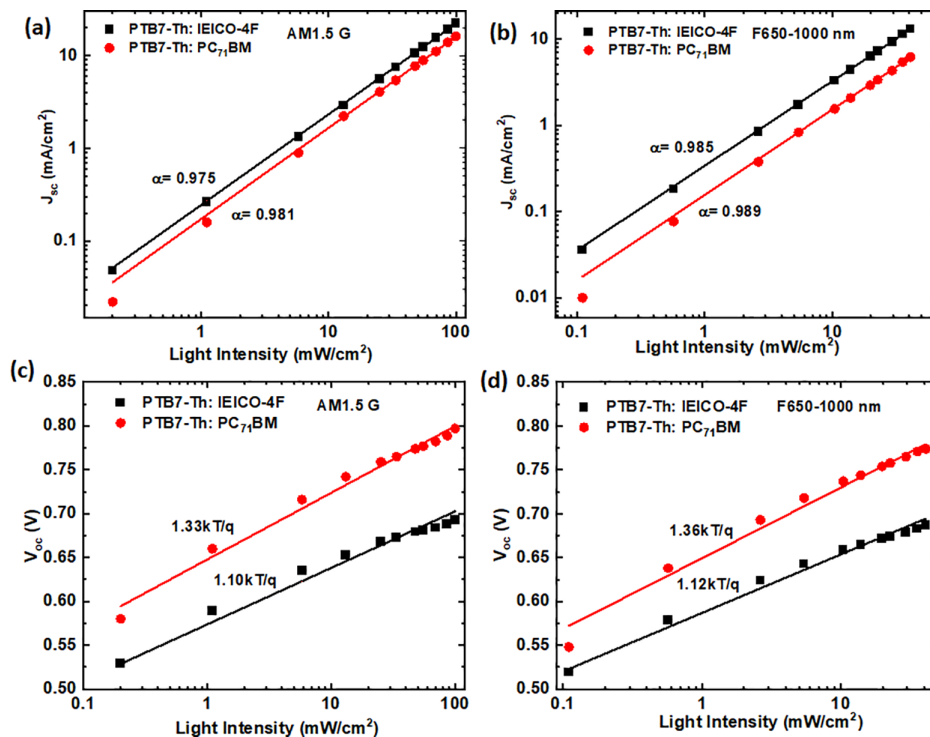 (a)
PTB7-Th: IEICO-4F
AM1.5 G
PTB7-Th: PC71BM
10
1
0.1
Jsc (mA/cm²)
α= 0.975
α= 0.981
1
10
100
Light Intensity (mW/cm²)
(b)
PTB7-Th: IEICO-4F
F650-1000 nm
PTB7-Th: PC71BM
10
1
0.1
0.01
Jsc (mA/cm²)
α= 0.985
α= 0.989
0.1
1
10
Light Intensity (mW/cm²)
(c)
0.85
0.80
0.75
0.70
0.65
0.60
0.55
0.50
Voc (V)
PTB7-Th: IEICO-4F
AM1.5 G
PTB7-Th: PC71BM
1.33kT/q
1.10kT/q
0.1
1
10
100
Light Intensity (mW/cm²)
(d)
0.85
0.80
0.75
0.70
0.65
0.60
0.55
0.50
Voc (V)
PTB7-Th: IEICO-4F
F650-1000 nm
PTB7-Th: PC71BM
1.36kT/q
1.12kT/q
0.1
1
10
Light Intensity (mW/cm²)